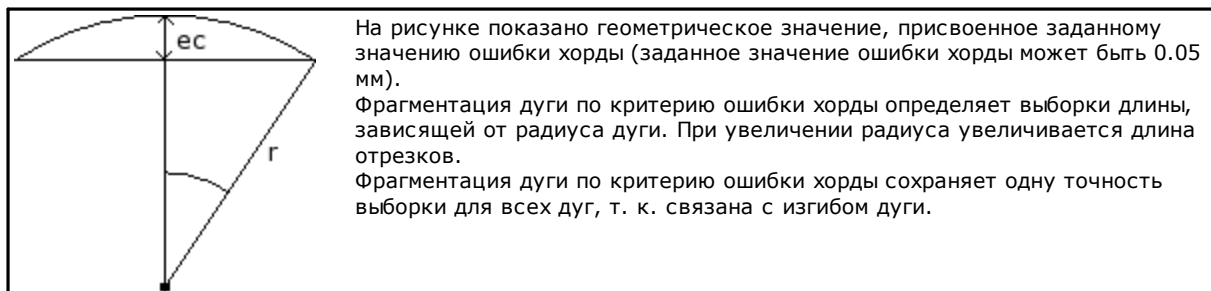 ec
r
На рисунке показано геометрическое значение, присвоенное заданному
значению ошибки хорды (заданное значение ошибки хорды может быть 0.05
мм).
Фрагментация дуги по критерию ошибки хорды определяет выборки длины,
зависящей от радиуса дуги. При увеличении радиуса увеличивается длина
отрезков.
Фрагментация дуги по критерию ошибки хорды сохраняет одну точность
выборки для всех дуг, т. к. связана с изгибом дуги.